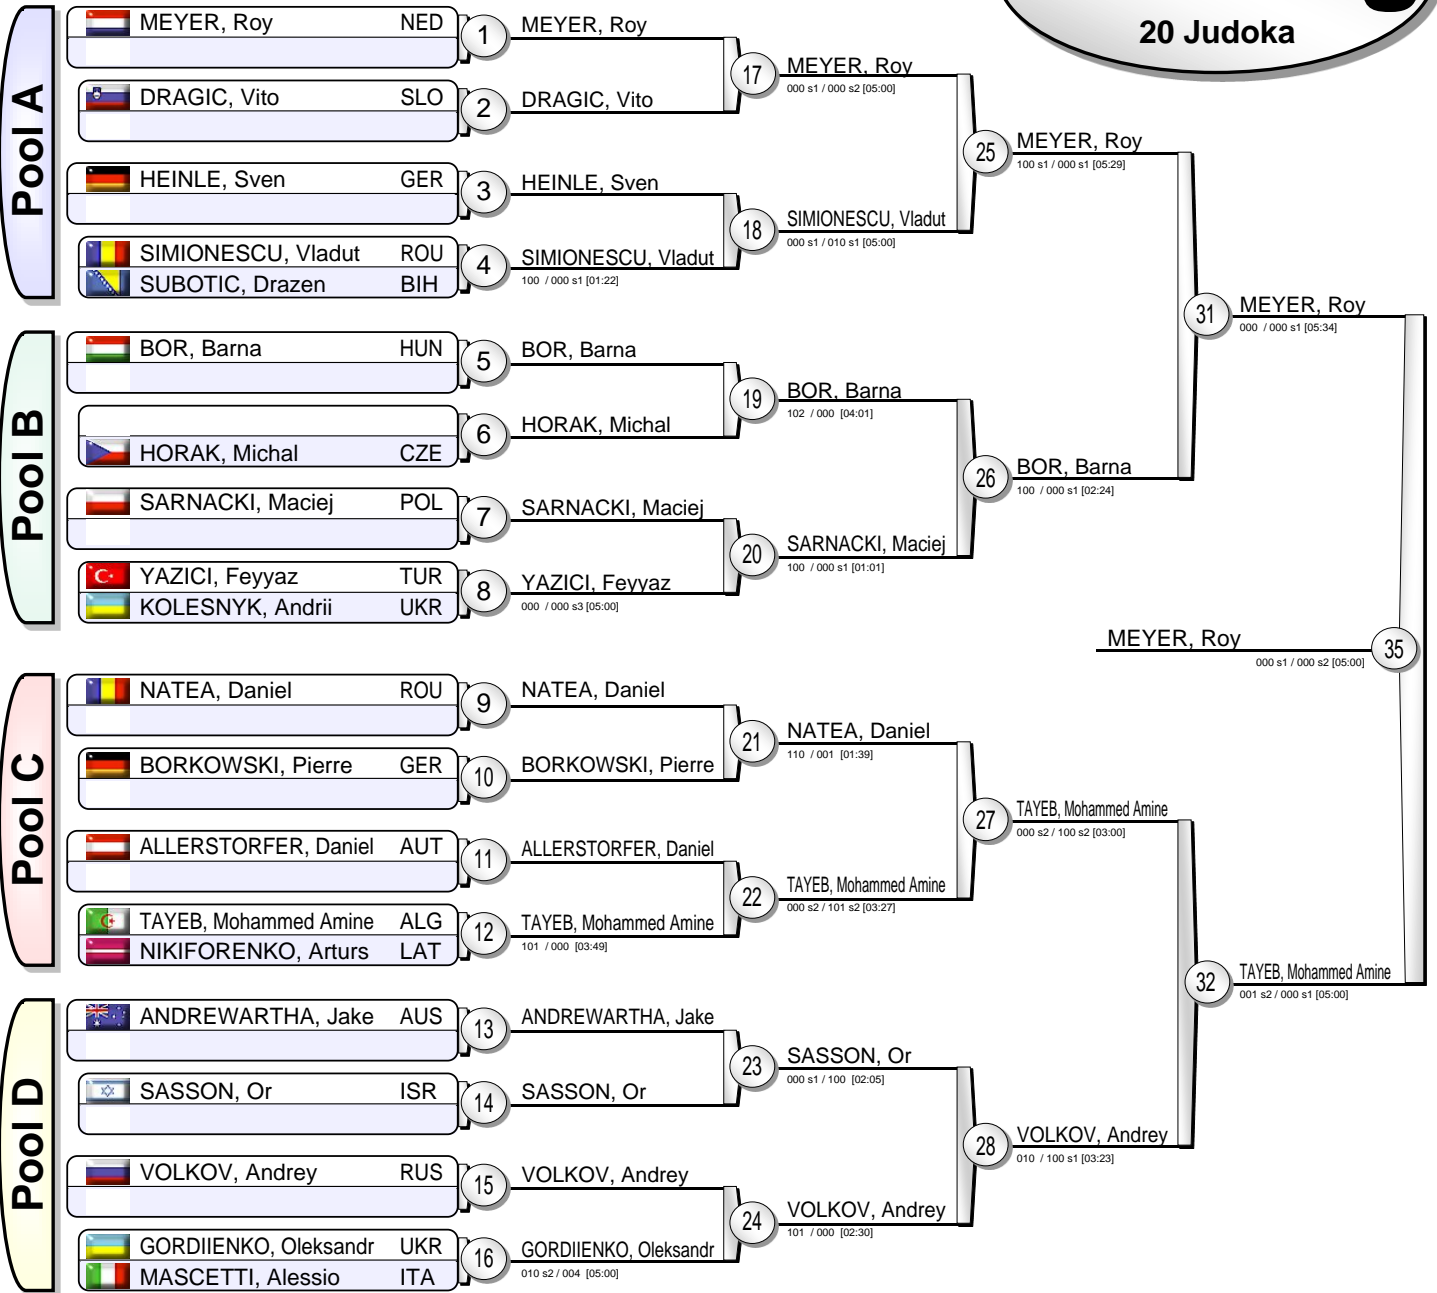 20 Judoka
Pool A
MEYER, Roy NED
1
MEYER, Roy
DRAGIC, Vito SLO
2
DRAGIC, Vito
17
MEYER, Roy
000 s1 / 000 s2 [05:00]
HEINLE, Sven GER
3
HEINLE, Sven
SIMIONESCU, Vladut ROU
SUBOTIC, Drazen BIH
4
SIMIONESCU, Vladut
100 / 000 s1 [01:22]
18
SIMIONESCU, Vladut
000 s1 / 010 s1 [05:00]
25
MEYER, Roy
100 s1 / 000 s1 [05:29]
Pool B
BOR, Barna HUN
5
BOR, Barna
HORAK, Michal CZE
6
HORAK, Michal
19
BOR, Barna
102 / 000 [04:01]
SARNACKI, Maciej POL
7
SARNACKI, Maciej
YAZICI, Feyyaz TUR
KOLESNYK, Andrii UKR
8
YAZICI, Feyyaz
000 / 000 s3 [05:00]
20
SARNACKI, Maciej
100 / 000 s1 [01:01]
26
BOR, Barna
100 / 000 s1 [02:24]
31
MEYER, Roy
000 / 000 s1 [05:34]
MEYER, Roy
000 s1 / 000 s2 [05:00]
35
Pool C
NATEA, Daniel ROU
9
NATEA, Daniel
BORKOWSKI, Pierre GER
10
BORKOWSKI, Pierre
21
NATEA, Daniel
110 / 001 [01:39]
ALLERSTORFER, Daniel AUT
11
ALLERSTORFER, Daniel
TAYEB, Mohammed Amine ALG
NIKIFORENKO, Arturs LAT
12
TAYEB, Mohammed Amine
101 / 000 [03:49]
22
TAYEB, Mohammed Amine
000 s2 / 101 s2 [03:27]
27
TAYEB, Mohammed Amine
000 s2 / 100 s2 [03:00]
Pool D
ANDREWARTHA, Jake AUS
13
ANDREWARTHA, Jake
SASSON, Or ISR
14
SASSON, Or
23
SASSON, Or
000 s1 / 100 [02:05]
VOLKOV, Andrey RUS
15
VOLKOV, Andrey
GORDIIENKO, Oleksandr UKR
MASCETTI, Alessio ITA
16
GORDIIENKO, Oleksandr
010 s2 / 004 [05:00]
24
VOLKOV, Andrey
101 / 000 [02:30]
28
VOLKOV, Andrey
010 / 100 s1 [03:23]
32
TAYEB, Mohammed Amine
001 s2 / 000 s1 [05:00]